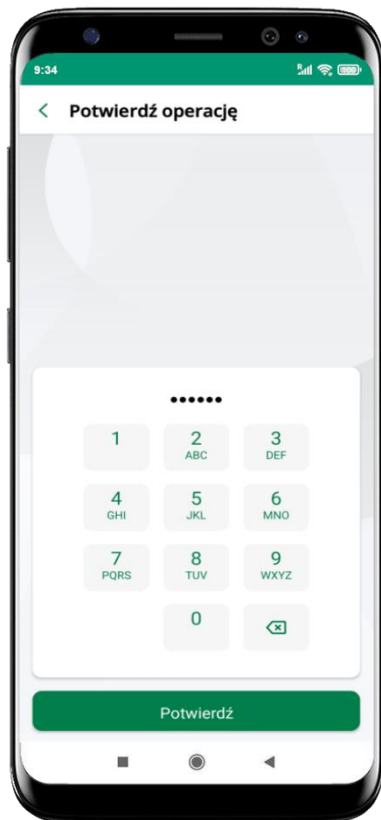 9:34
Potwierdź operację
••••••
1
2
3
ABC
DEF
4
5
6
GHI
JKL
MNO
7
8
9
PQRS
TUV
WXYZ
0
Potwierdź